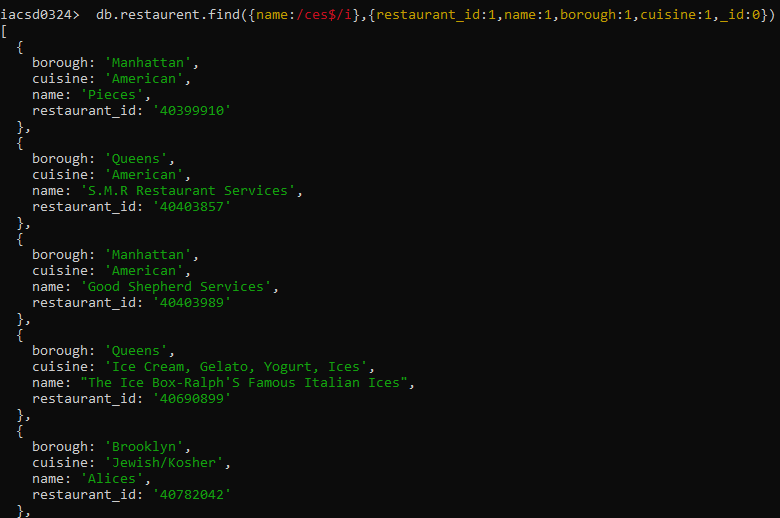 iacsd0324>  db.restaurent.find({name:/ces$/i},{restaurant_id:1,name:1,borough:1,cuisine:1,_id:0})
[
  {
    borough: 'Manhattan',
    cuisine: 'American',
    name: 'Pieces',
    restaurant_id: '40399910'
  },
  {
    borough: 'Queens',
    cuisine: 'American',
    name: 'S.M.R Restaurant Services',
    restaurant_id: '40403857'
  },
  {
    borough: 'Manhattan',
    cuisine: 'American',
    name: 'Good Shepherd Services',
    restaurant_id: '40403989'
  },
  {
    borough: 'Queens',
    cuisine: 'Ice Cream, Gelato, Yogurt, Ices',
    name: "The Ice Box-Ralph'S Famous Italian Ices",
    restaurant_id: '40690899'
  },
  {
    borough: 'Brooklyn',
    cuisine: 'Jewish/Kosher',
    name: 'Alices',
    restaurant_id: '40782042'
  },